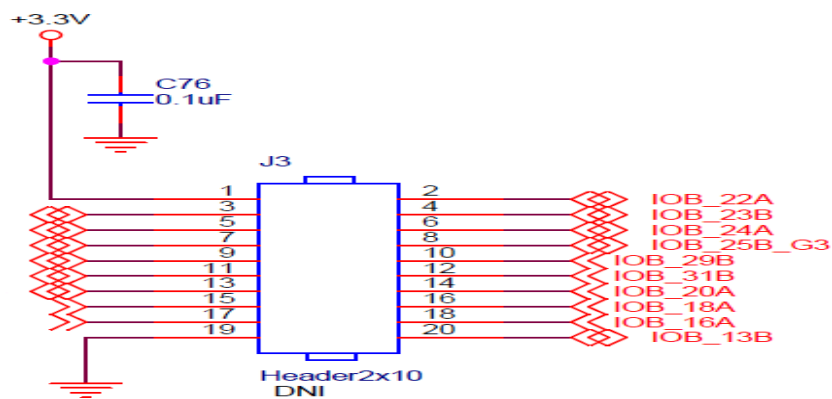 +3.3V
C76
0.1uF
J3
1 2 IOB_22A
3 4 IOB_23B
5 6 IOB_24A
7 8 IOB_25B_G3
9 10 IOB_29B
11 12 IOB_31B
13 14 IOB_20A
15 16 IOB_18A
17 18 IOB_16A
19 20 IOB_13B
Header2x10
DNI